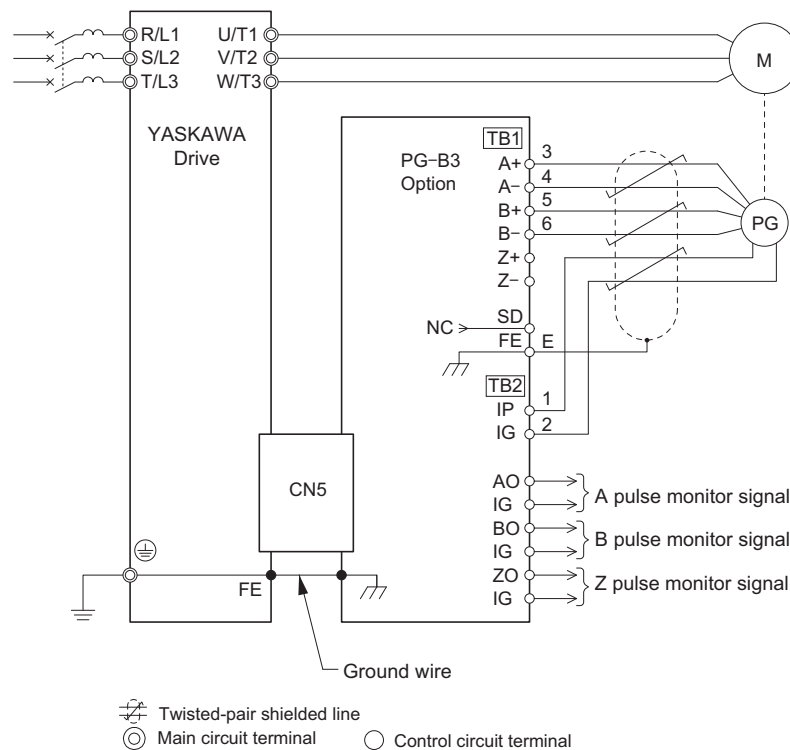 R/L1 U/T1
S/L2 V/T2
T/L3 W/T3
M
YASKAWA
Drive
PG-B3
Option
TB1
A+ 3
A− 4
B+ 5
B− 6
Z+
Z−
PG
NC SD
FE E
TB2
IP 1
IG 2
CN5
AO
IG
A pulse monitor signal
BO
IG
B pulse monitor signal
ZO
IG
Z pulse monitor signal
FE
Ground wire
Twisted-pair shielded line
Main circuit terminal
Control circuit terminal